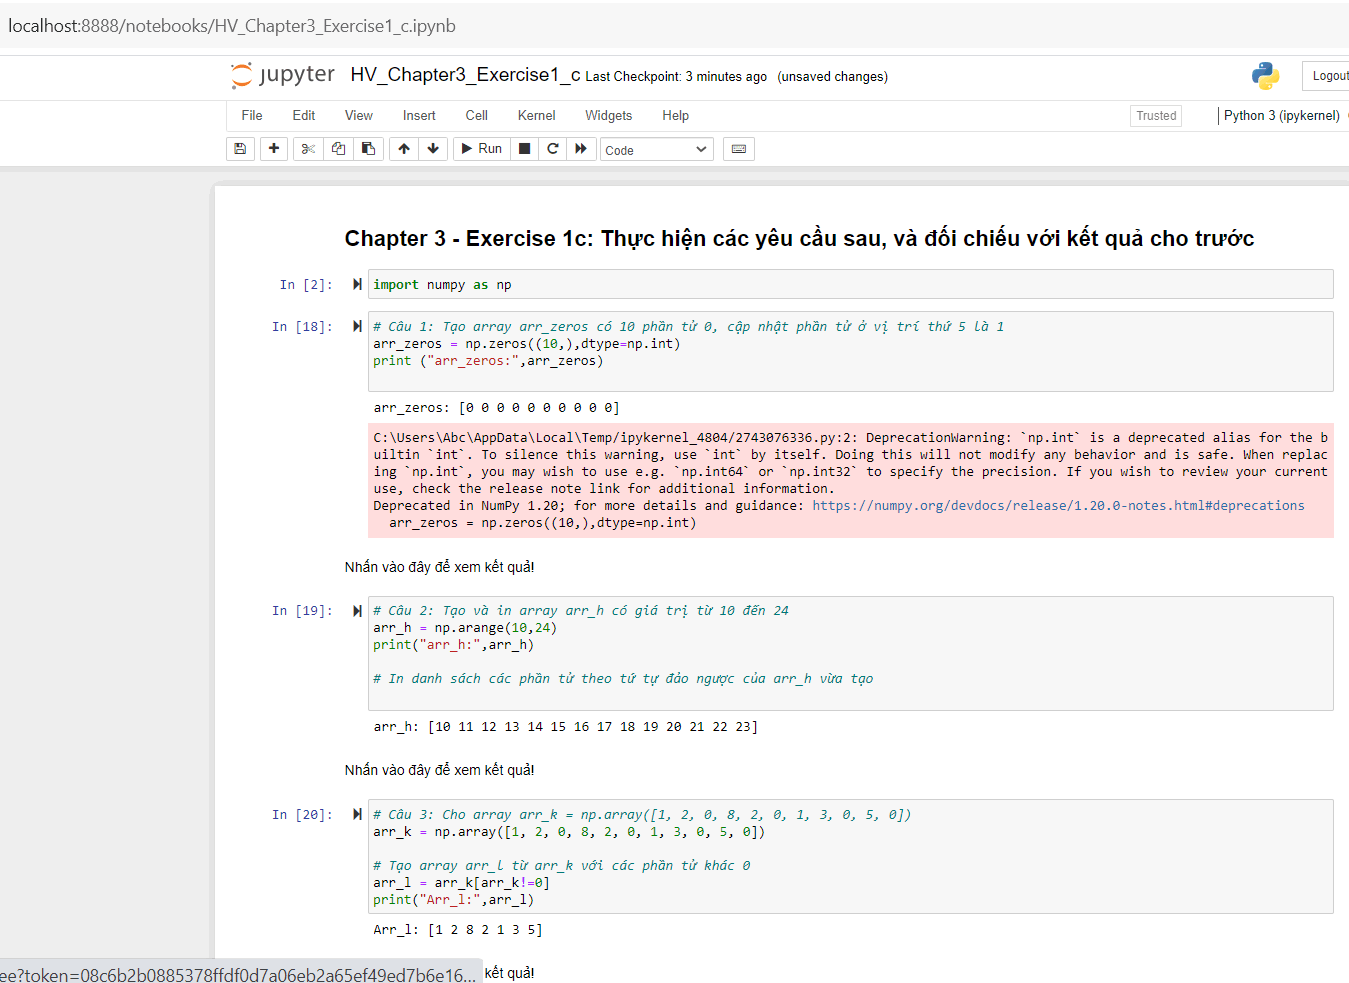 localhost:8888/notebooks/HV_Chapter3_Exercise1_c.ipynb
jupyter HV_Chapter3_Exercise1_c Last Checkpoint: 3 minutes ago (unsaved changes) Logout
File Edit View Insert Cell Kernel Widgets Help Trusted Python 3 (ipykernel)
Run Code
Chapter 3 - Exercise 1c: Thực hiện các yêu cầu sau, và đối chiếu với kết quả cho trước
In [2]: import numpy as np
In [18]: # Câu 1: Tạo array arr_zeros có 10 phần tử 0, cập nhật phần tử ở vị trí thứ 5 là 1
arr_zeros = np.zeros((10,),dtype=np.int)
print ("arr_zeros:",arr_zeros)
arr_zeros: [0 0 0 0 0 0 0 0 0 0]
C:\Users\Abc\AppData\Local\Temp/ipykernel_4804/2743076336.py:2: DeprecationWarning: `np.int` is a deprecated alias for the b
uiltin `int`. To silence this warning, use `int` by itself. Doing this will not modify any behavior and is safe. When replac
ing `np.int`, you may wish to use e.g. `np.int64` or `np.int32` to specify the precision. If you wish to review your current
use, check the release note link for additional information.
Deprecated in NumPy 1.20; for more details and guidance: https://numpy.org/devdocs/release/1.20.0-notes.html#deprecations
arr_zeros = np.zeros((10,),dtype=np.int)
Nhấn vào đây để xem kết quả!
In [19]: # Câu 2: Tạo và in array arr_h có giá trị từ 10 đến 24
arr_h = np.arange(10,24)
print("arr_h:",arr_h)
# In danh sách các phần tử theo tứ tự đảo ngược của arr_h vừa tạo
arr_h: [10 11 12 13 14 15 16 17 18 19 20 21 22 23]
Nhấn vào đây để xem kết quả!
In [20]: # Câu 3: Cho array arr_k = np.array([1, 2, 0, 8, 2, 0, 1, 3, 0, 5, 0])
arr_k = np.array([1, 2, 0, 8, 2, 0, 1, 3, 0, 5, 0])
# Tạo array arr_l từ arr_k với các phần tử khác 0
arr_l = arr_k[arr_k!=0]
print("Arr_l:",arr_l)
Arr_l: [1 2 8 2 1 3 5]
ee?token=08c6b2b0885378ffdf0d7a06eb2a65ef49ed7b6e16... kết quả!